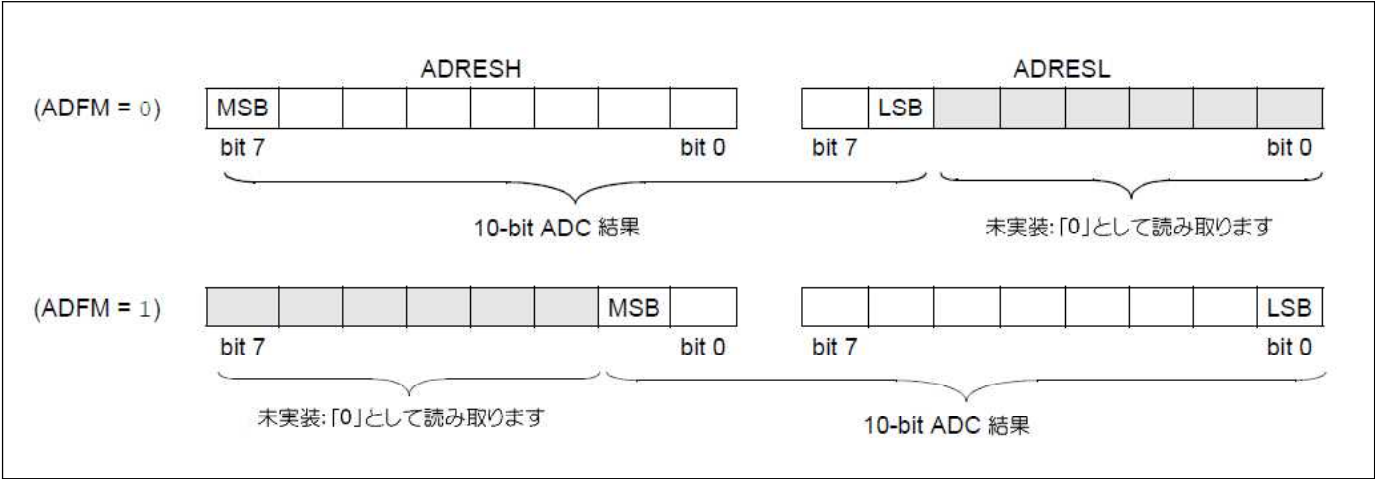 ADRESH ADRESL
(ADFM = 0) MSB LSB
bit 7 bit 0 bit 7 bit 0
10-bit ADC 結果 未実装:「0」として読み取ります
(ADFM = 1) MSB LSB
bit 7 bit 0 bit 7 bit 0
未実装:「0」として読み取ります 10-bit ADC 結果